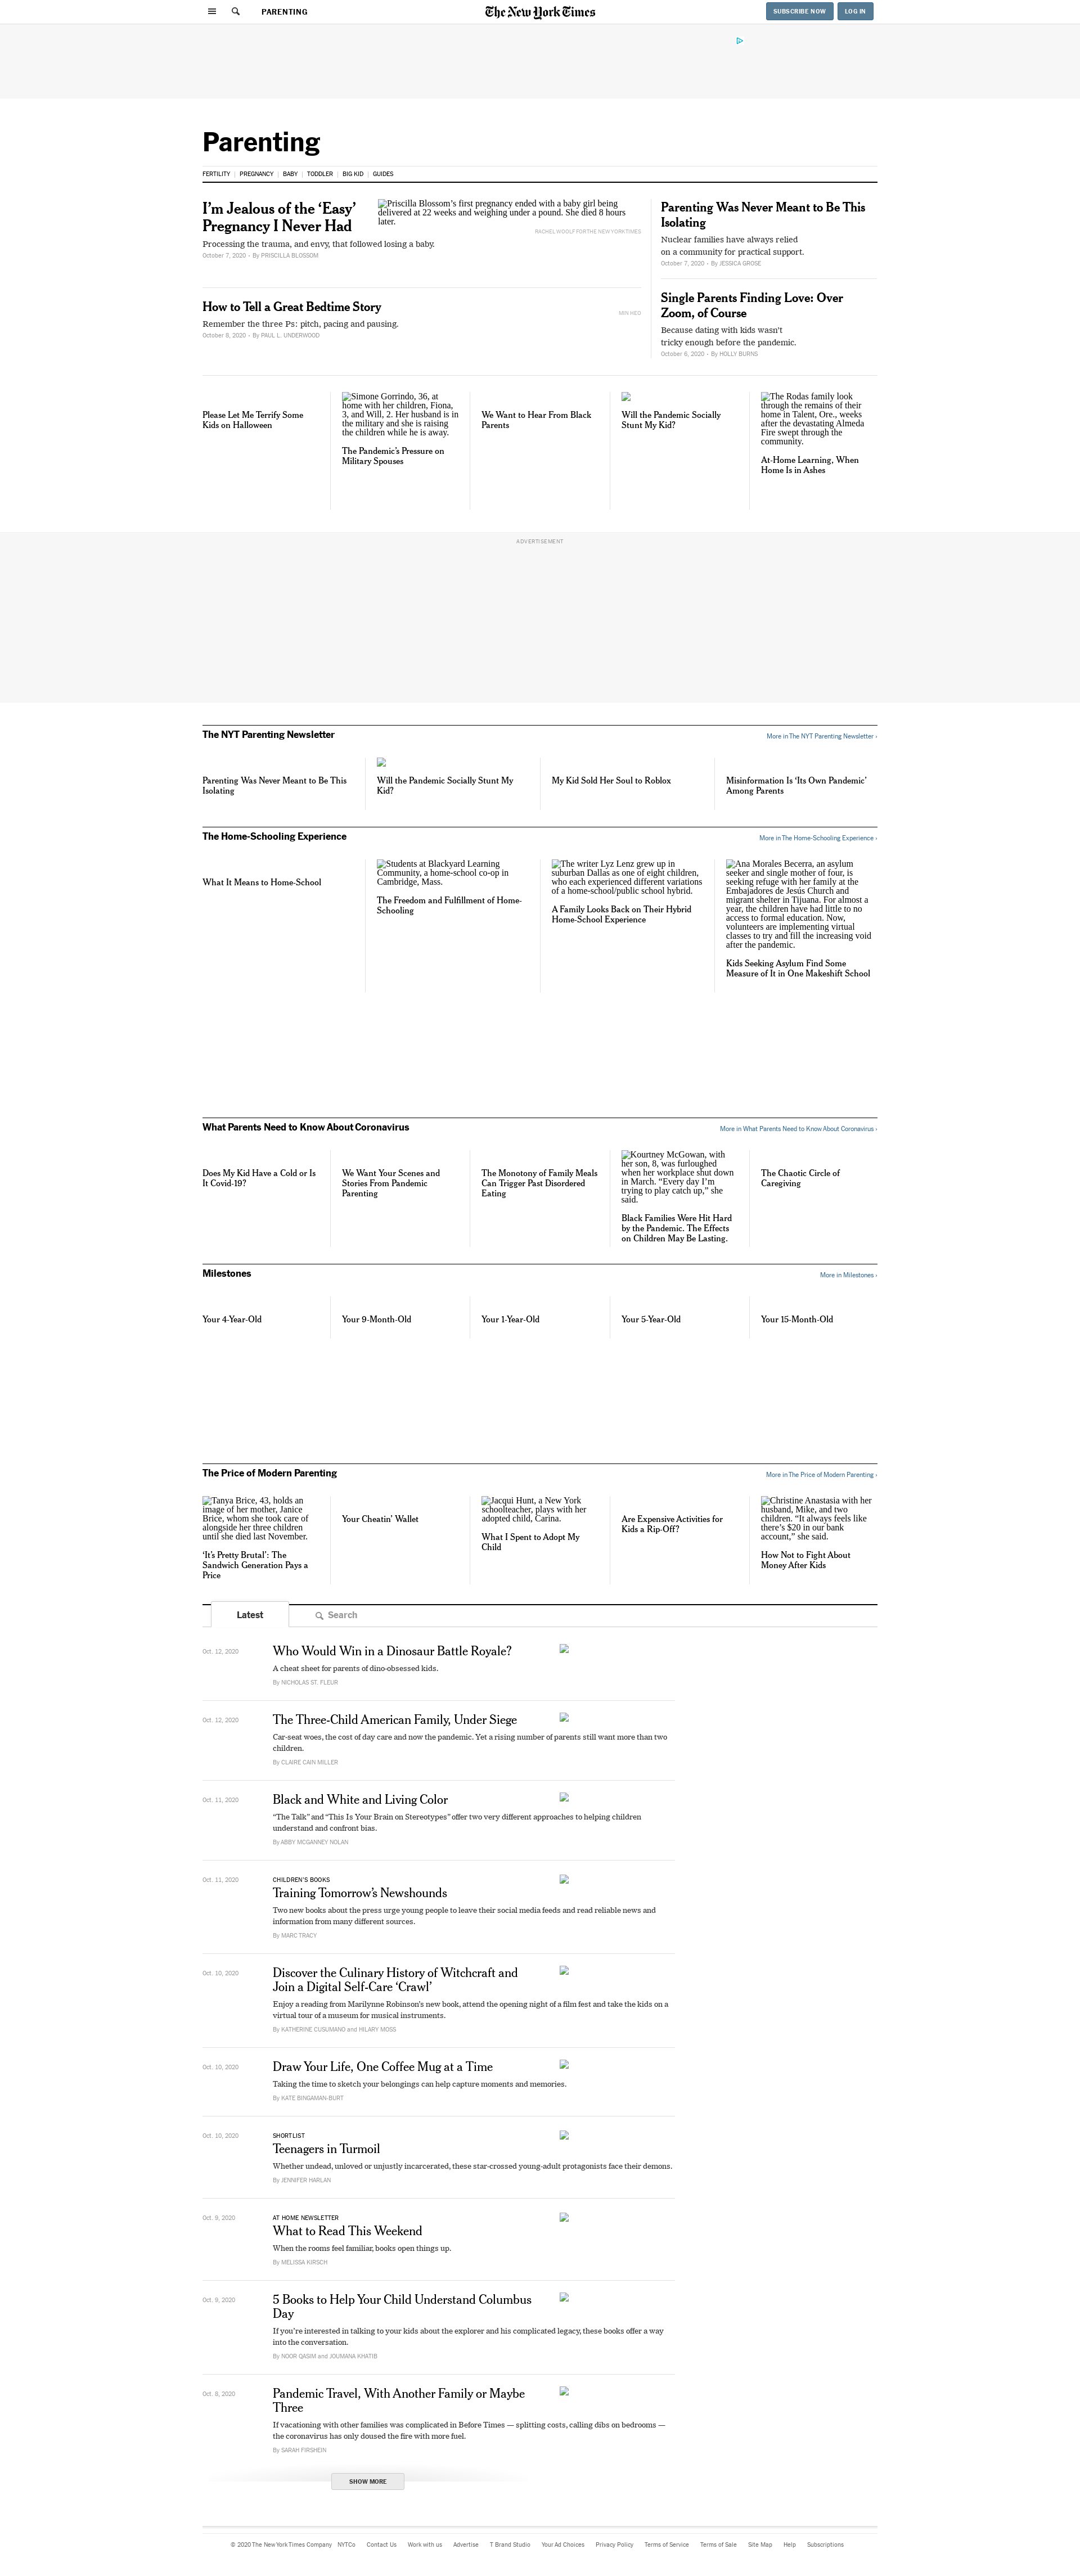 PARENTING
The New York Times
SUBSCRIBE NOW
LOG IN
Parenting
FERTILITY | PREGNANCY | BABY | TODDLER | BIG KID | GUIDES
I’m Jealous of the ‘Easy’
Pregnancy I Never Had
Processing the trauma, and envy, that followed losing a baby.
October 7, 2020 • By PRISCILLA BLOSSOM
Priscilla Blossom’s first pregnancy ended with a baby girl being
delivered at 22 weeks and weighing under a pound. She died 8 hours
later.
RACHEL WOOLF FOR THE NEW YORK TIMES
How to Tell a Great Bedtime Story
Remember the three Ps: pitch, pacing and pausing.
October 8, 2020 • By PAUL L. UNDERWOOD
MIN HEO
Parenting Was Never Meant to Be This
Isolating
Nuclear families have always relied
on a community for practical support.
October 7, 2020 • By JESSICA GROSE
Single Parents Finding Love: Over
Zoom, of Course
Because dating with kids wasn’t
tricky enough before the pandemic.
October 6, 2020 • By HOLLY BURNS
Please Let Me Terrify Some
Kids on Halloween
Simone Gorrindo, 36, at
home with her children, Fiona,
3, and Will, 2. Her husband is in
the military and she is raising
the children while he is away.
The Pandemic’s Pressure on
Military Spouses
We Want to Hear From Black
Parents
Will the Pandemic Socially
Stunt My Kid?
The Rodas family look
through the remains of their
home in Talent, Ore., weeks
after the devastating Almeda
Fire swept through the
community.
At-Home Learning, When
Home Is in Ashes
ADVERTISEMENT
The NYT Parenting Newsletter
More in The NYT Parenting Newsletter ›
Parenting Was Never Meant to Be This
Isolating
Will the Pandemic Socially Stunt My
Kid?
My Kid Sold Her Soul to Roblox
Misinformation Is ‘Its Own Pandemic’
Among Parents
The Home-Schooling Experience
More in The Home-Schooling Experience ›
What It Means to Home-School
Students at Blackyard Learning
Community, a home-school co-op in
Cambridge, Mass.
The Freedom and Fulfillment of Home-
Schooling
The writer Lyz Lenz grew up in
suburban Dallas as one of eight children,
who each experienced different variations
of a home-school/public school hybrid.
A Family Looks Back on Their Hybrid
Home-School Experience
Ana Morales Becerra, an asylum
seeker and single mother of four, is
seeking refuge with her family at the
Embajadores de Jesús Church and
migrant shelter in Tijuana. For almost a
year, the children have had little to no
access to formal education. Now,
volunteers are implementing virtual
classes to try and fill the increasing void
after the pandemic.
Kids Seeking Asylum Find Some
Measure of It in One Makeshift School
What Parents Need to Know About Coronavirus
More in What Parents Need to Know About Coronavirus ›
Does My Kid Have a Cold or Is
It Covid-19?
We Want Your Scenes and
Stories From Pandemic
Parenting
The Monotony of Family Meals
Can Trigger Past Disordered
Eating
Kourtney McGowan, with
her son, 8, was furloughed
when her workplace shut down
in March. “Every day I’m
trying to play catch up,” she
said.
Black Families Were Hit Hard
by the Pandemic. The Effects
on Children May Be Lasting.
The Chaotic Circle of
Caregiving
Milestones
More in Milestones ›
Your 4-Year-Old
Your 9-Month-Old
Your 1-Year-Old
Your 5-Year-Old
Your 15-Month-Old
The Price of Modern Parenting
More in The Price of Modern Parenting ›
Tanya Brice, 43, holds an
image of her mother, Janice
Brice, whom she took care of
alongside her three children
until she died last November.
‘It’s Pretty Brutal’: The
Sandwich Generation Pays a
Price
Your Cheatin’ Wallet
Jacqui Hunt, a New York
schoolteacher, plays with her
adopted child, Carina.
What I Spent to Adopt My
Child
Are Expensive Activities for
Kids a Rip-Off?
Christine Anastasia with her
husband, Mike, and two
children. “It always feels like
there’s $20 in our bank
account,” she said.
How Not to Fight About
Money After Kids
Latest
Search
Oct. 12, 2020
Who Would Win in a Dinosaur Battle Royale?
A cheat sheet for parents of dino-obsessed kids.
By NICHOLAS ST. FLEUR
Oct. 12, 2020
The Three-Child American Family, Under Siege
Car-seat woes, the cost of day care and now the pandemic. Yet a rising number of parents still want more than two
children.
By CLAIRE CAIN MILLER
Oct. 11, 2020
Black and White and Living Color
“The Talk” and “This Is Your Brain on Stereotypes” offer two very different approaches to helping children
understand and confront bias.
By ABBY MCGANNEY NOLAN
Oct. 11, 2020
CHILDREN’S BOOKS
Training Tomorrow’s Newshounds
Two new books about the press urge young people to leave their social media feeds and read reliable news and
information from many different sources.
By MARC TRACY
Oct. 10, 2020
Discover the Culinary History of Witchcraft and
Join a Digital Self-Care ‘Crawl’
Enjoy a reading from Marilynne Robinson’s new book, attend the opening night of a film fest and take the kids on a
virtual tour of a museum for musical instruments.
By KATHERINE CUSUMANO and HILARY MOSS
Oct. 10, 2020
Draw Your Life, One Coffee Mug at a Time
Taking the time to sketch your belongings can help capture moments and memories.
By KATE BINGAMAN-BURT
Oct. 10, 2020
SHORTLIST
Teenagers in Turmoil
Whether undead, unloved or unjustly incarcerated, these star-crossed young-adult protagonists face their demons.
By JENNIFER HARLAN
Oct. 9, 2020
AT HOME NEWSLETTER
What to Read This Weekend
When the rooms feel familiar, books open things up.
By MELISSA KIRSCH
Oct. 9, 2020
5 Books to Help Your Child Understand Columbus
Day
If you’re interested in talking to your kids about the explorer and his complicated legacy, these books offer a way
into the conversation.
By NOOR QASIM and JOUMANA KHATIB
Oct. 8, 2020
Pandemic Travel, With Another Family or Maybe
Three
If vacationing with other families was complicated in Before Times — splitting costs, calling dibs on bedrooms —
the coronavirus has only doused the fire with more fuel.
By SARAH FIRSHEIN
SHOW MORE
© 2020 The New York Times Company NYTCo Contact Us Work with us Advertise T Brand Studio Your Ad Choices Privacy Policy Terms of Service Terms of Sale Site Map Help Subscriptions